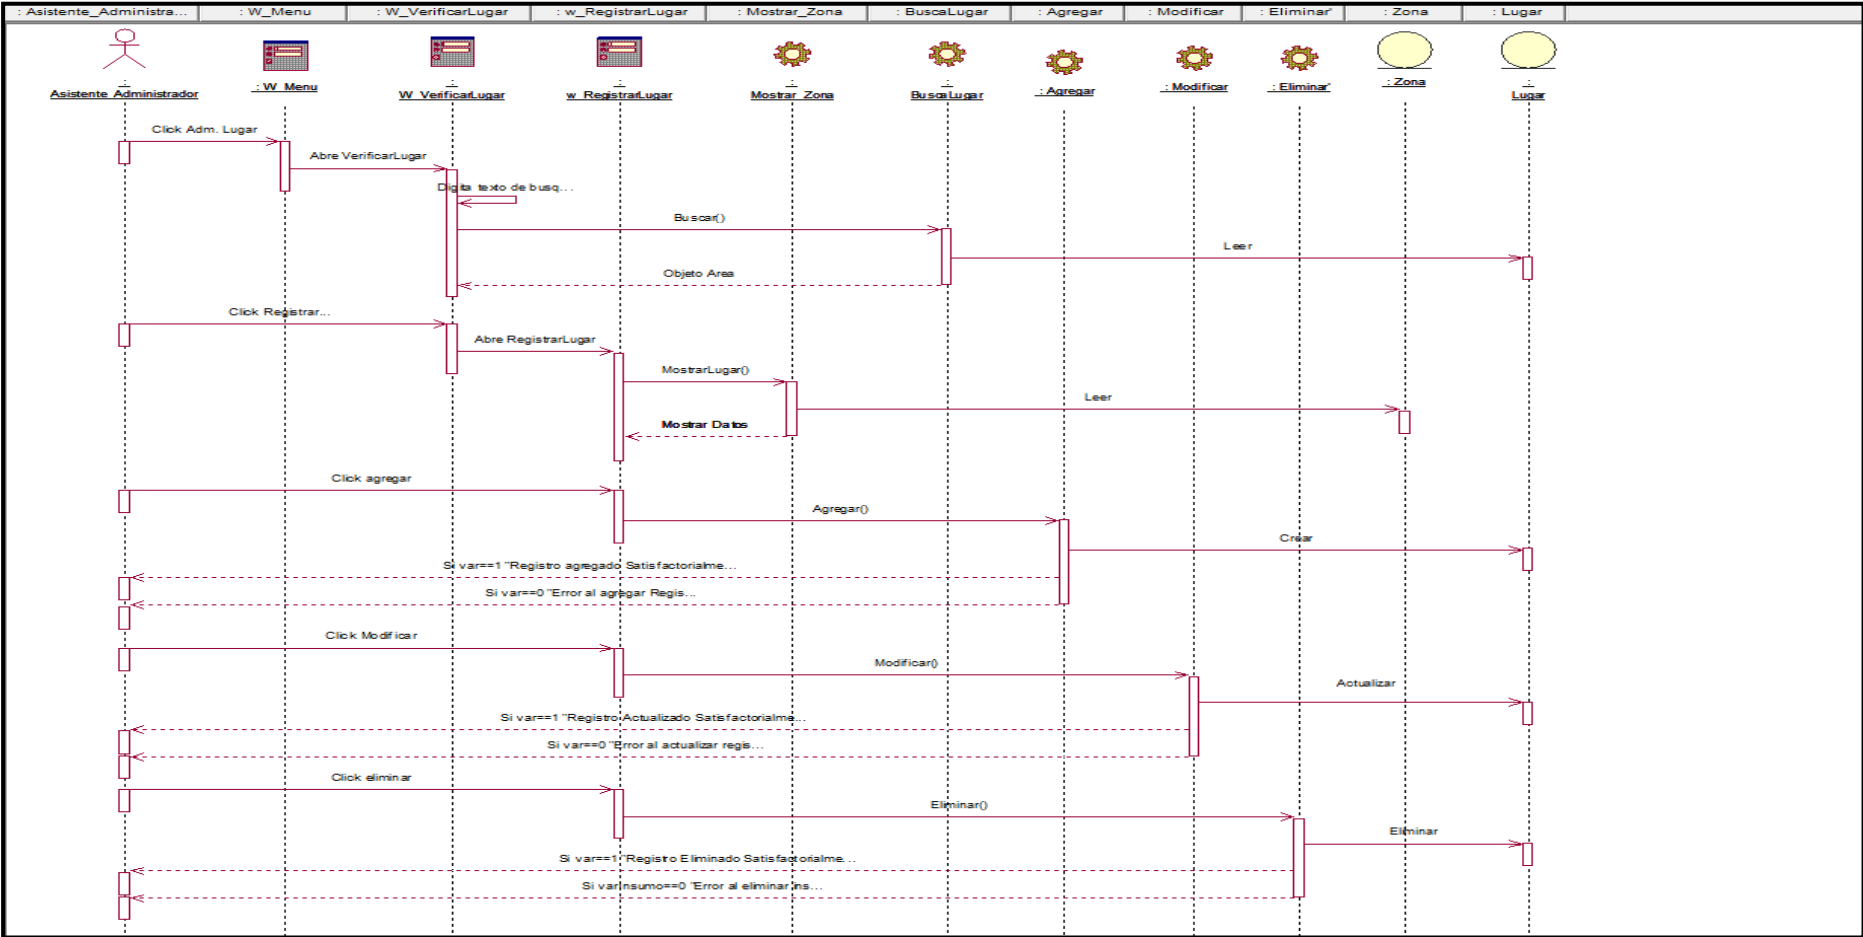 : Asistente_Administra... : W_Menu : W_VerificarLugar : w_RegistrarLugar : Mostrar_Zona : BuscaLugar : Agregar : Modificar : Eliminar' : Zona : Lugar
: Asistente_Administrador
: W_Menu
: W_VerificarLugar
: w_RegistrarLugar
: Mostrar_Zona
: BuscaLugar
: Agregar
: Modificar
: Eliminar'
: Zona
: Lugar
Click Adm. Lugar
Abre VerificarLugar
Digita texto de busq...
Buscar()
Leer
Objeto Area
Click Registrar...
Abre RegistrarLugar
MostrarLugar()
Leer
Mostrar Datos
Click agregar
Agregar()
Crear
Si var==1 "Registro agregado Satisfactorialme...
Si var==0 "Error al agregar Regis...
Click Modificar
Modificar()
Actualizar
Si var==1 "Registro Actualizado Satisfactorialme...
Si var==0 "Error al actualizar regis...
Click eliminar
Eliminar()
Eliminar
Si var==1 "Registro Eliminado Satisfactorialme...
Si varInsumo==0 "Error al eliminar ins...